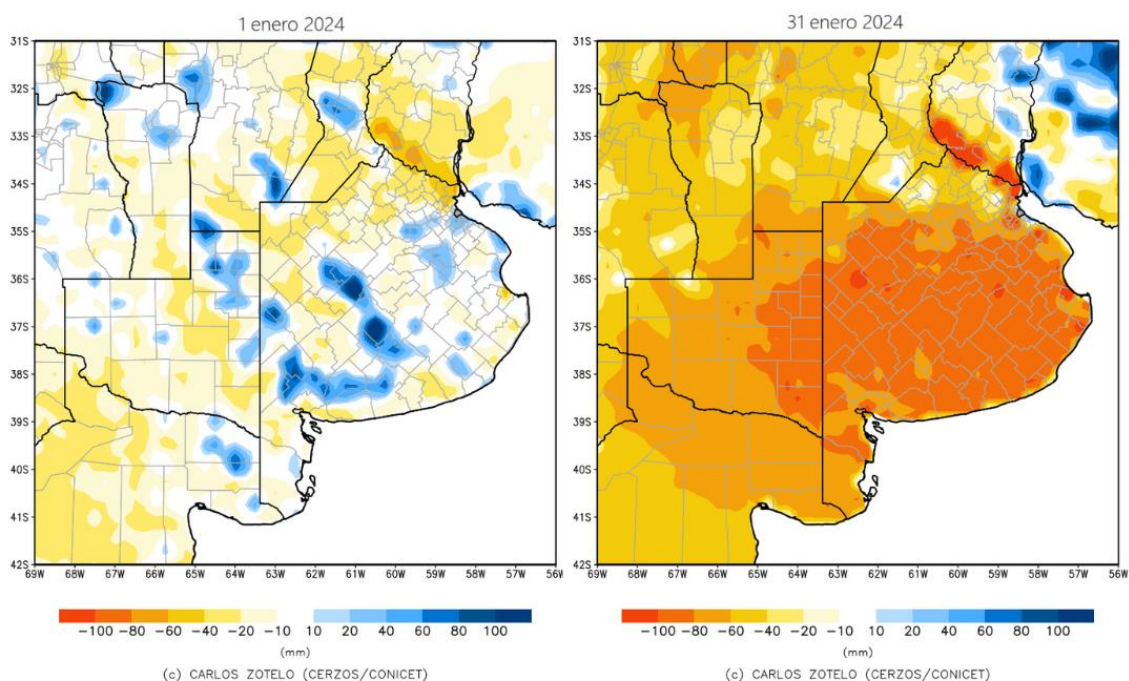 1 enero 2024
31S
32S
33S
34S
35S
36S
37S
38S
39S
40S
41S
42S
69W 68W 67W 66W 65W 64W 63W 62W 61W 60W 59W 58W 57W 56W
−100 −80 −60 −40 −20 −10 10 20 40 60 80 100
(mm)
(c) CARLOS ZOTELO (CERZOS/CONICET)
31 enero 2024
31S
32S
33S
34S
35S
36S
37S
38S
39S
40S
41S
42S
69W 68W 67W 66W 65W 64W 63W 62W 61W 60W 59W 58W 57W 56W
−100 −80 −60 −40 −20 −10 10 20 40 60 80 100
(mm)
(c) CARLOS ZOTELO (CERZOS/CONICET)